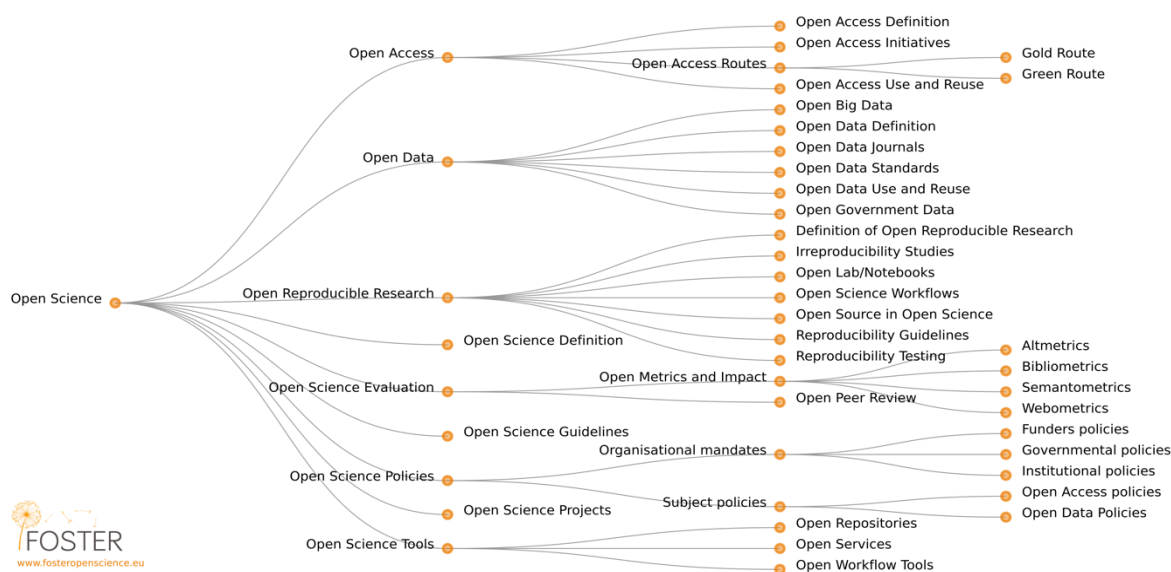 Open Science
Open Access
Open Access Definition
Open Access Initiatives
Open Access Routes
Gold Route
Green Route
Open Access Use and Reuse
Open Data
Open Big Data
Open Data Definition
Open Data Journals
Open Data Standards
Open Data Use and Reuse
Open Government Data
Open Reproducible Research
Definition of Open Reproducible Research
Irreproducibility Studies
Open Lab/Notebooks
Open Science Workflows
Open Source in Open Science
Reproducibility Guidelines
Reproducibility Testing
Open Science Definition
Open Science Evaluation
Open Metrics and Impact
Altmetrics
Bibliometrics
Semantometrics
Webometrics
Open Peer Review
Open Science Guidelines
Open Science Policies
Organisational mandates
Funders policies
Governmental policies
Institutional policies
Subject policies
Open Access policies
Open Data Policies
Open Science Projects
Open Science Tools
Open Repositories
Open Services
Open Workflow Tools
FOSTER
www.fosteropenscience.eu